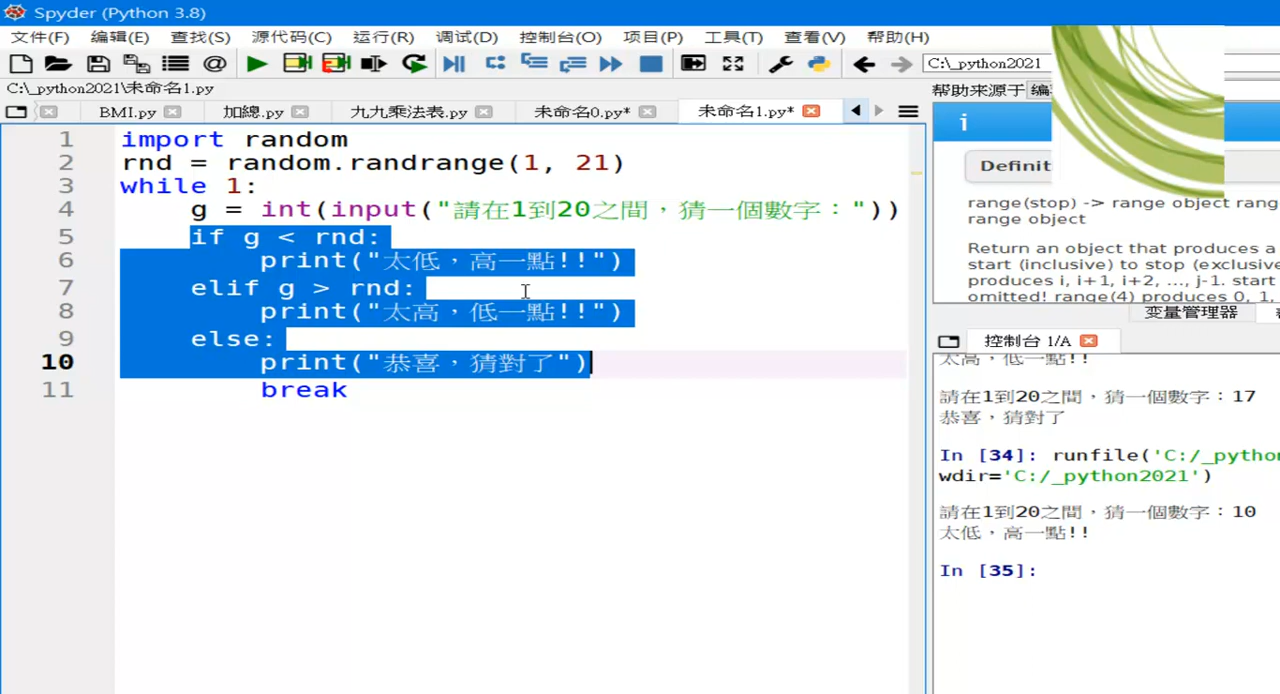 Spyder (Python 3.8)
文件(F) 编辑(E) 查找(S) 源代码(C) 运行(R) 调试(D) 控制台(O) 项目(P) 工具(T) 查看(V) 帮助(H)
C:\_python2021
C:\_python2021\未命名1.py
BMI.py 加總.py 九九乘法表.py 未命名0.py* 未命名1.py*
1 import random
2 rnd = random.randrange(1, 21)
3 while 1:
4 g = int(input("請在1到20之間，猜一個數字："))
5 if g < rnd:
6 print("太低，高一點!!")
7 elif g > rnd:
8 print("太高，低一點!!")
9 else:
10 print("恭喜，猜對了")
11 break
帮助来源于 编
i
Definit
range(stop) -> range object rang
range object
Return an object that produces a
start (inclusive) to stop (exclusive
produces i, i+1, i+2, ..., j-1. start
omitted! range(4) produces 0, 1,
变量管理器
控制台 1/A
太高，低一點!!
請在1到20之間，猜一個數字：17
恭喜，猜對了
In [34]: runfile('C:/_pytho
wdir='C:/_python2021')
請在1到20之間，猜一個數字：10
太低，高一點!!
In [35]: